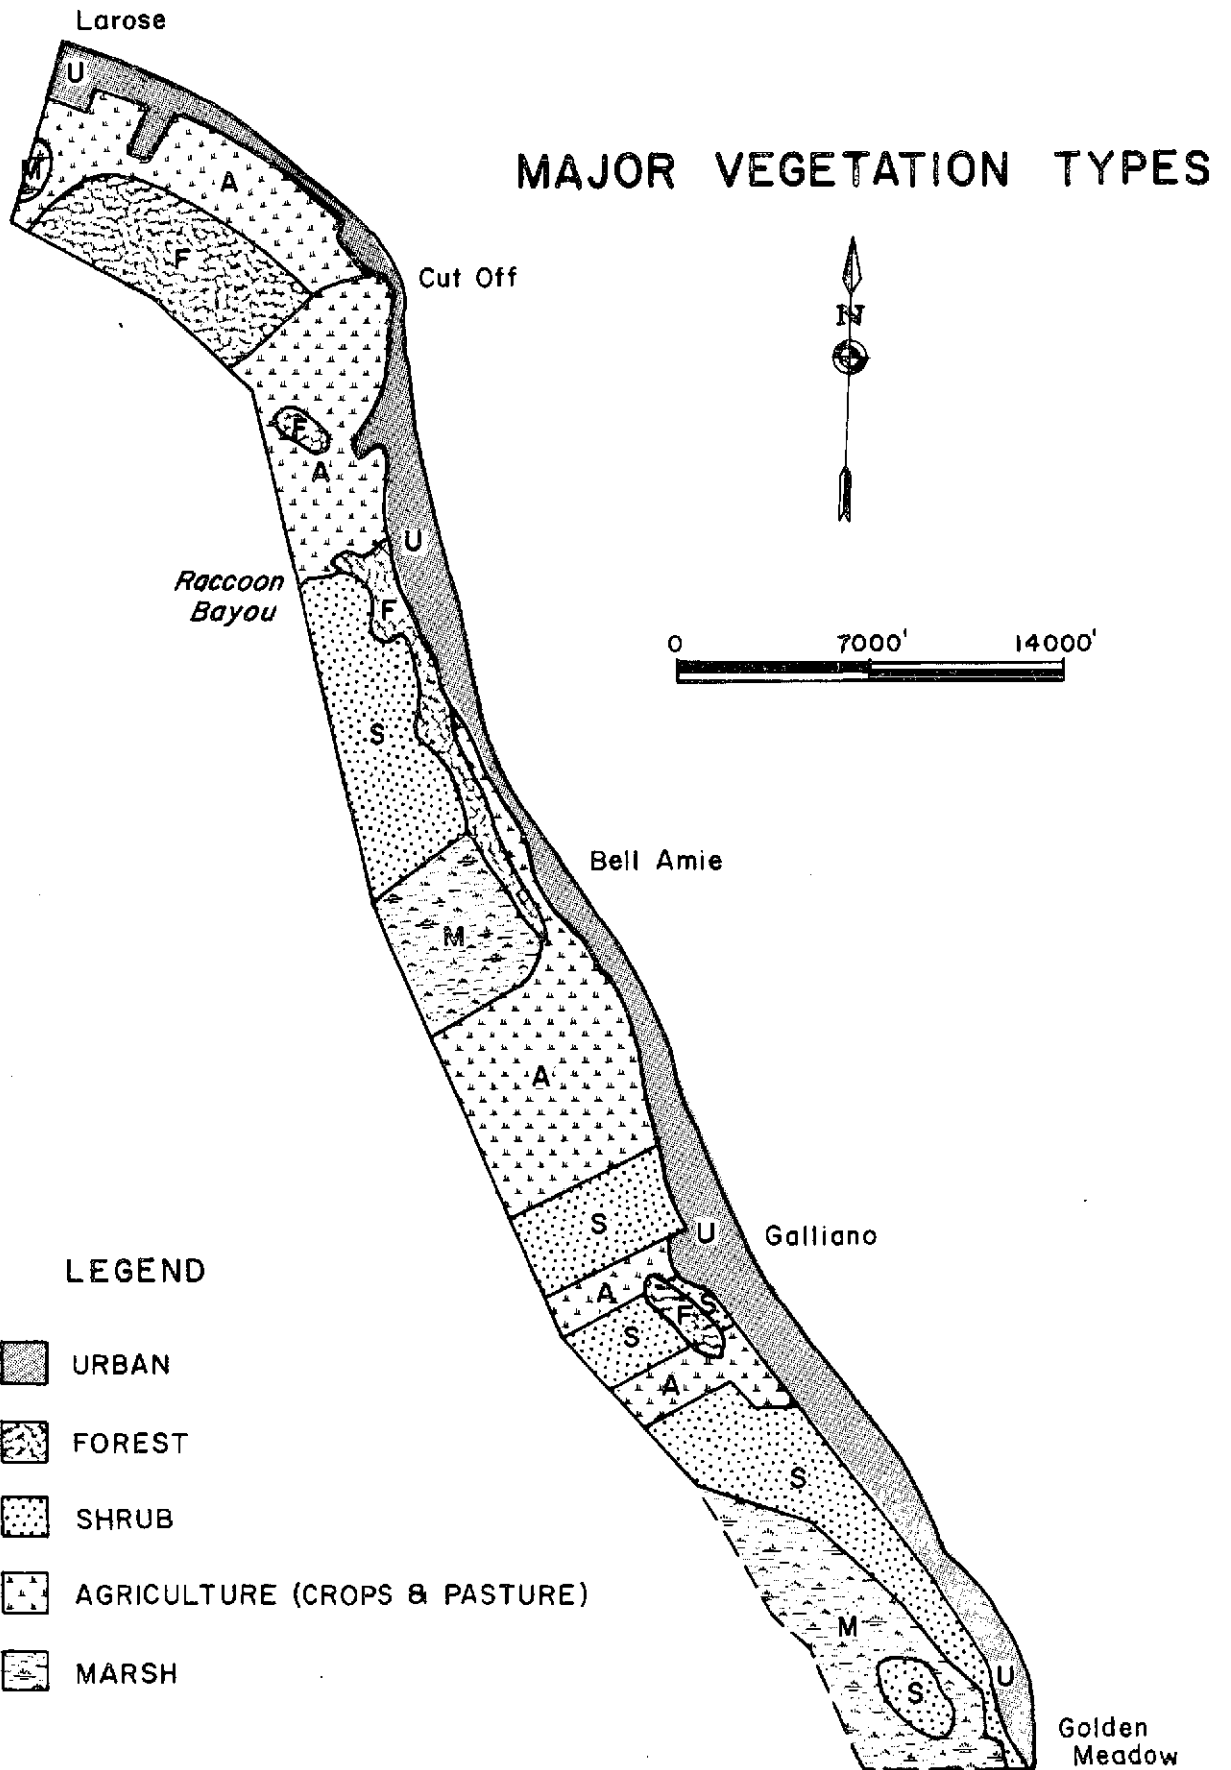 Larose
U
MAJOR VEGETATION TYPES
M
A
F
Cut Off
N
F
A
U
Raccoon
Bayou
F
0 7000' 14000'
S
Bell Amie
M
A
S
U
Galliano
LEGEND
A
S
F
S
URBAN
A
FOREST
S
SHRUB
AGRICULTURE (CROPS & PASTURE)
M
MARSH
S
U
Golden
Meadow